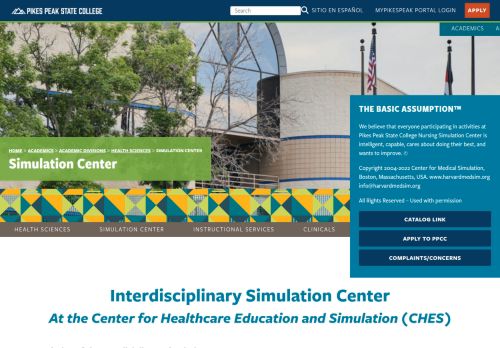 PIKES PEAK STATE COLLEGE
Search
SITIO EN ESPAÑOL
MYPIKESPEAK PORTAL LOGIN
APPLY
ACADEMICS
HOME > ACADEMICS > ACADEMIC DIVISIONS > HEALTH SCIENCES > SIMULATION CENTER
Simulation Center
THE BASIC ASSUMPTION™
We believe that everyone participating in activities at
Pikes Peak State College Nursing Simulation Center is
intelligent, capable, cares about doing their best, and
wants to improve. ©
Copyright 2004-2022 Center for Medical Simulation,
Boston, Massachusetts, USA. www.harvardmedsim.org
info@harvardmedsim.org
All Rights Reserved – Used with permission
CATALOG LINK
APPLY TO PPCC
COMPLAINTS/CONCERNS
HEALTH SCIENCES
SIMULATION CENTER
INSTRUCTIONAL SERVICES
CLINICALS
Interdisciplinary Simulation Center
At the Center for Healthcare Education and Simulation (CHES)